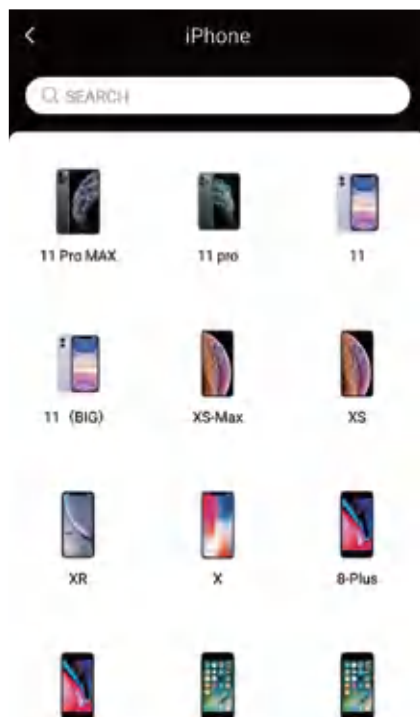 iPhone
SEARCH
11 Pro MAX
11 pro
11
11 (BIG)
XS-Max
XS
XR
X
8-Plus